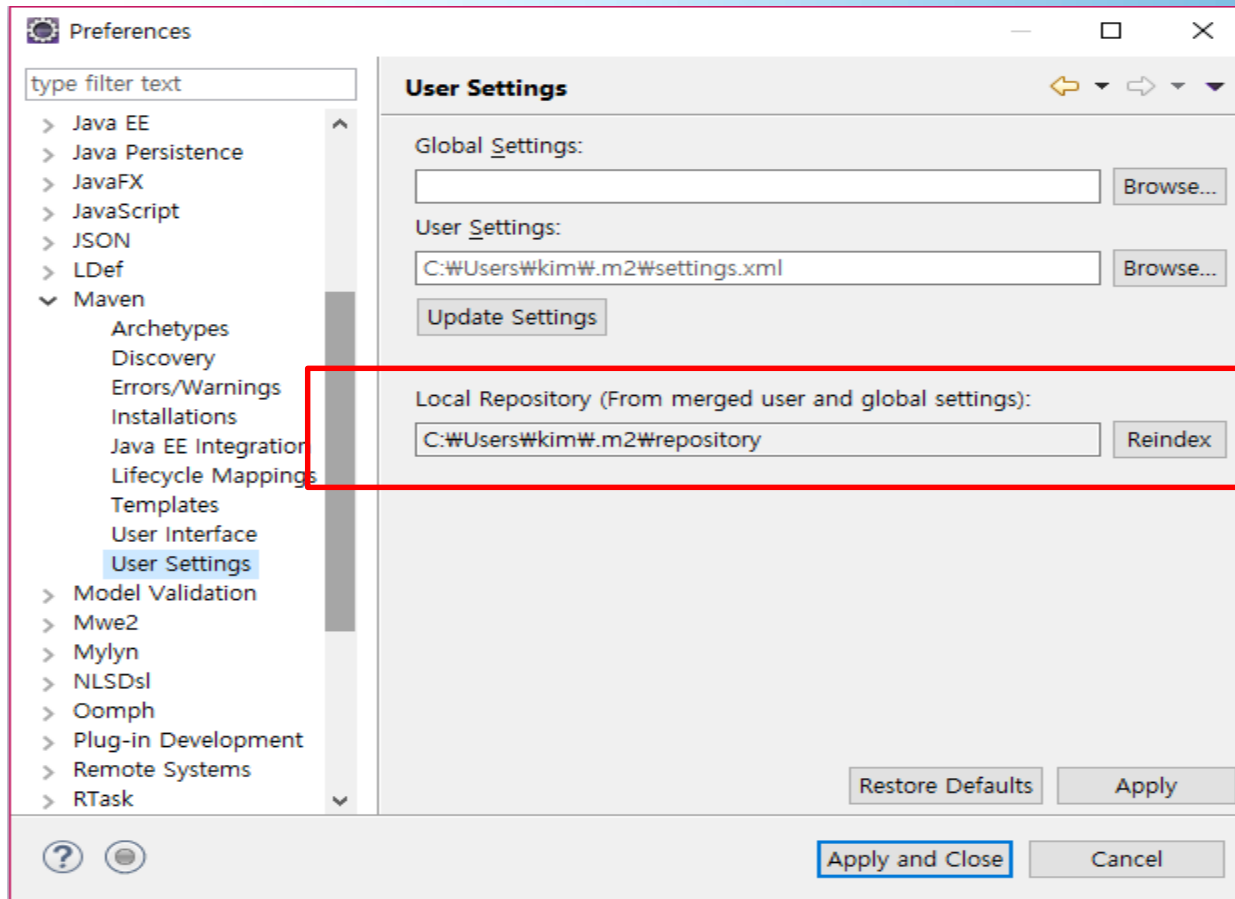 Preferences
type filter text
Java EE
Java Persistence
JavaFX
JavaScript
JSON
LDef
Maven
Archetypes
Discovery
Errors/Warnings
Installations
Java EE Integration
Lifecycle Mappings
Templates
User Interface
User Settings
Model Validation
Mwe2
Mylyn
NLSDsl
Oomph
Plug-in Development
Remote Systems
RTask
User Settings
Global Settings:
Browse...
User Settings:
C:₩Users₩kim₩.m2₩settings.xml
Browse...
Update Settings
Local Repository (From merged user and global settings):
C:₩Users₩kim₩.m2₩repository
Reindex
Restore Defaults
Apply
?
Apply and Close
Cancel